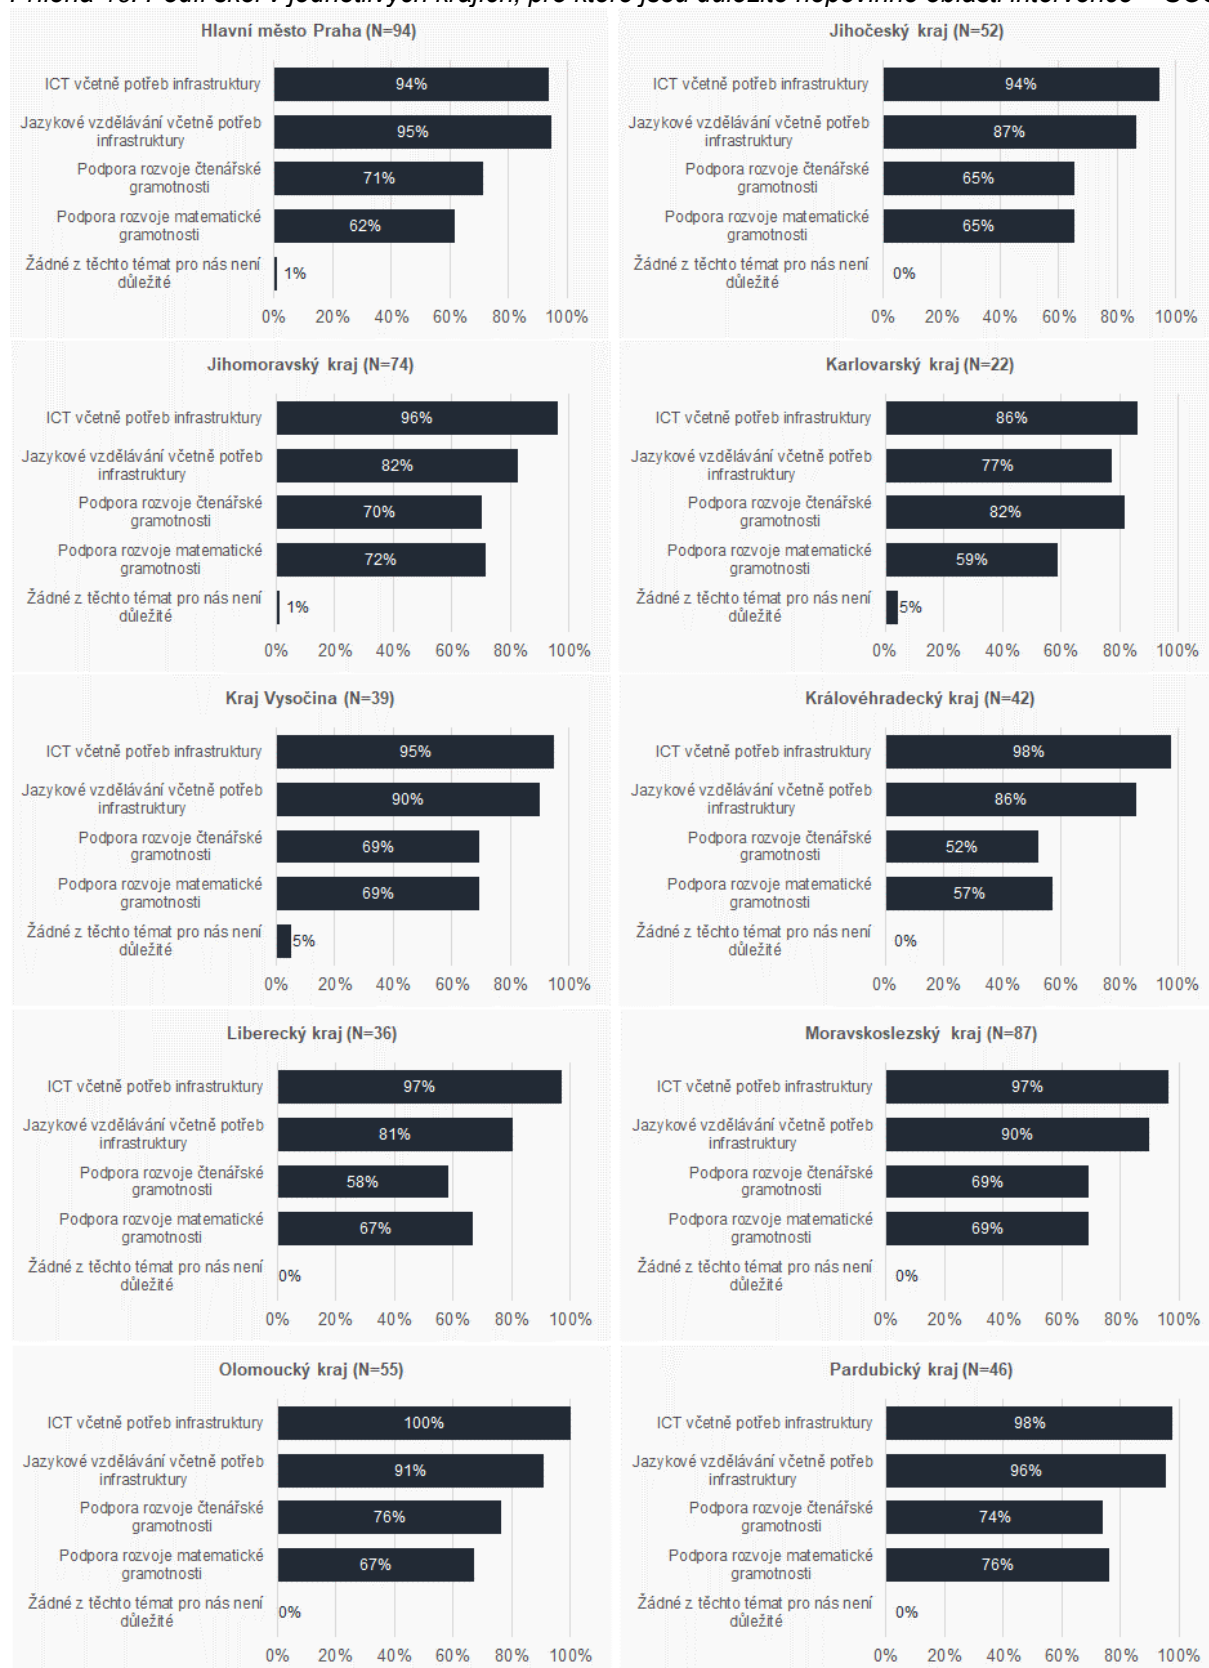 Podíl škol v jednotlivých krajích, pro které jsou důležité nepovinné oblasti intervence –
Hlavní město Praha (N=94)
ICT včetně potřeb infrastruktury
94%
Jazykové vzdělávání včetně potřeb
infrastruktury
95%
Podpora rozvoje čtenářské
gramotnosti
71%
Podpora rozvoje matematické
gramotnosti
62%
Žádné z těchto témat pro nás není
důležité
1%
0% 20% 40% 60% 80% 100%
Jihočeský kraj (N=52)
ICT včetně potřeb infrastruktury
94%
Jazykové vzdělávání včetně potřeb
infrastruktury
87%
Podpora rozvoje čtenářské
gramotnosti
65%
Podpora rozvoje matematické
gramotnosti
65%
Žádné z těchto témat pro nás není
důležité
0%
0% 20% 40% 60% 80% 100%
Jihomoravský kraj (N=74)
ICT včetně potřeb infrastruktury
96%
Jazykové vzdělávání včetně potřeb
infrastruktury
82%
Podpora rozvoje čtenářské
gramotnosti
70%
Podpora rozvoje matematické
gramotnosti
72%
Žádné z těchto témat pro nás není
důležité
1%
0% 20% 40% 60% 80% 100%
Karlovarský kraj (N=22)
ICT včetně potřeb infrastruktury
86%
Jazykové vzdělávání včetně potřeb
infrastruktury
77%
Podpora rozvoje čtenářské
gramotnosti
82%
Podpora rozvoje matematické
gramotnosti
59%
Žádné z těchto témat pro nás není
důležité
5%
0% 20% 40% 60% 80% 100%
Kraj Vysočina (N=39)
ICT včetně potřeb infrastruktury
95%
Jazykové vzdělávání včetně potřeb
infrastruktury
90%
Podpora rozvoje čtenářské
gramotnosti
69%
Podpora rozvoje matematické
gramotnosti
69%
Žádné z těchto témat pro nás není
důležité
5%
0% 20% 40% 60% 80% 100%
Královéhradecký kraj (N=42)
ICT včetně potřeb infrastruktury
98%
Jazykové vzdělávání včetně potřeb
infrastruktury
86%
Podpora rozvoje čtenářské
gramotnosti
52%
Podpora rozvoje matematické
gramotnosti
57%
Žádné z těchto témat pro nás není
důležité
0%
0% 20% 40% 60% 80% 100%
Liberecký kraj (N=36)
ICT včetně potřeb infrastruktury
97%
Jazykové vzdělávání včetně potřeb
infrastruktury
81%
Podpora rozvoje čtenářské
gramotnosti
58%
Podpora rozvoje matematické
gramotnosti
67%
Žádné z těchto témat pro nás není
důležité
0%
0% 20% 40% 60% 80% 100%
Moravskoslezský kraj (N=87)
ICT včetně potřeb infrastruktury
97%
Jazykové vzdělávání včetně potřeb
infrastruktury
90%
Podpora rozvoje čtenářské
gramotnosti
69%
Podpora rozvoje matematické
gramotnosti
69%
Žádné z těchto témat pro nás není
důležité
0%
0% 20% 40% 60% 80% 100%
Olomoucký kraj (N=55)
ICT včetně potřeb infrastruktury
100%
Jazykové vzdělávání včetně potřeb
infrastruktury
91%
Podpora rozvoje čtenářské
gramotnosti
76%
Podpora rozvoje matematické
gramotnosti
67%
Žádné z těchto témat pro nás není
důležité
0%
0% 20% 40% 60% 80% 100%
Pardubický kraj (N=46)
ICT včetně potřeb infrastruktury
98%
Jazykové vzdělávání včetně potřeb
infrastruktury
96%
Podpora rozvoje čtenářské
gramotnosti
74%
Podpora rozvoje matematické
gramotnosti
76%
Žádné z těchto témat pro nás není
důležité
0%
0% 20% 40% 60% 80% 100%